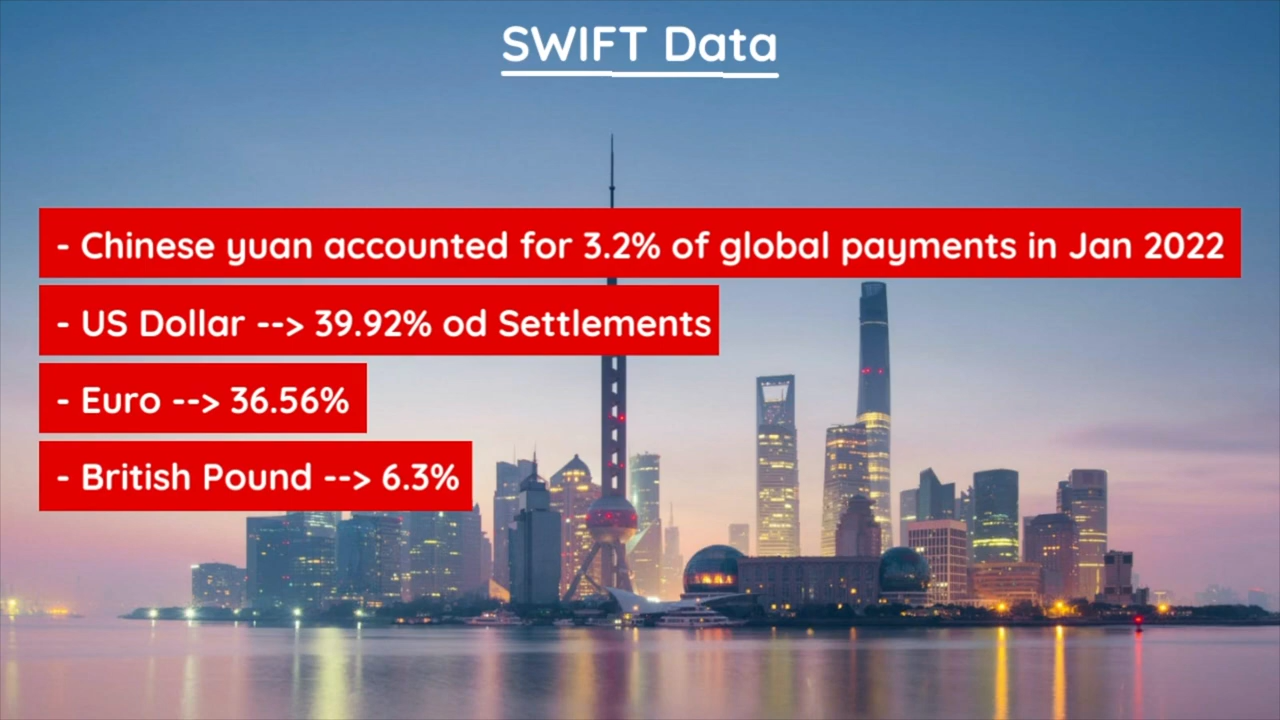 SWIFT Data
- Chinese yuan accounted for 3.2% of global payments in Jan 2022
- US Dollar --> 39.92% od Settlements
- Euro --> 36.56%
- British Pound --> 6.3%